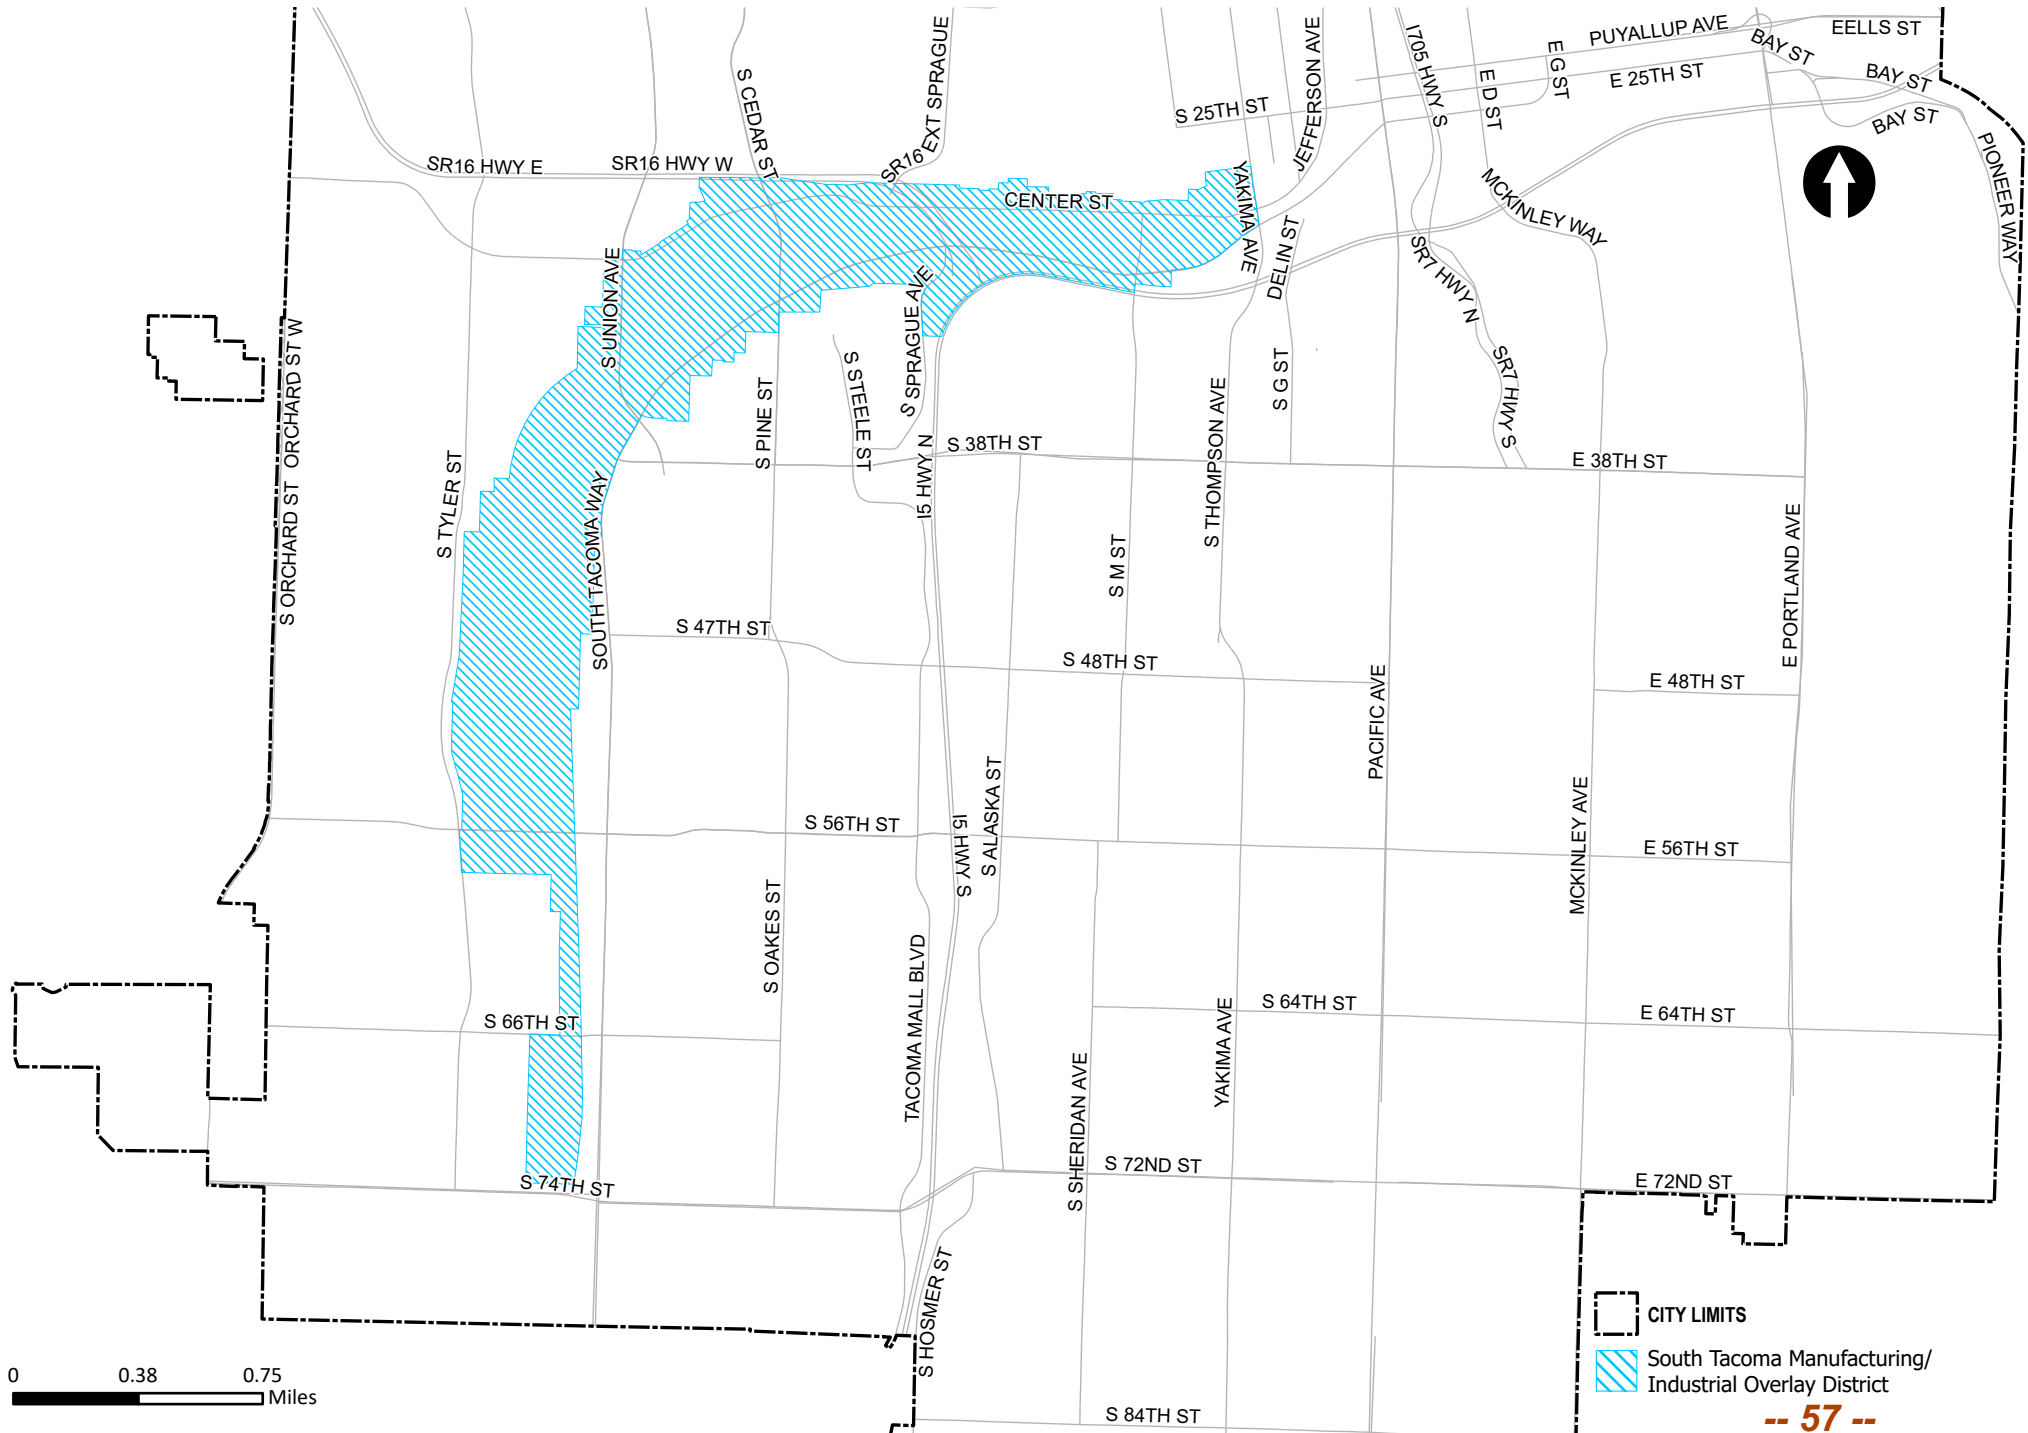 PUYALLUP AVE
EELLS ST
BAY ST
BAY ST
BAY ST
E 25TH ST
E G ST
E D ST
I705 HWY S
JEFFERSON AVE
S 25TH ST
EXT SPRAGUE
SR16
S CEDAR ST
SR16 HWY W
SR16 HWY E
CENTER ST
YAKIMA AVE
DELIN ST
MCKINLEY WAY
PIONEER WAY
SR7 HWY N
SR7 HWY S
S UNION AVE
S SPRAGUE AVE
S STEELE ST
S PINE ST
S G ST
ORCHARD ST W
S ORCHARD ST
S TYLER ST
SOUTH TACOMA WAY
I5 HWY N
S 38TH ST
E 38TH ST
S THOMPSON AVE
S M ST
E PORTLAND AVE
S 47TH ST
S 48TH ST
E 48TH ST
PACIFIC AVE
MCKINLEY AVE
S ALASKA ST
I5 HWY S
S 56TH ST
E 56TH ST
S OAKES ST
TACOMA MALL BLVD
S 66TH ST
S 64TH ST
E 64TH ST
YAKIMA AVE
S SHERIDAN AVE
S 74TH ST
S 72ND ST
E 72ND ST
S HOSMER ST
S 84TH ST
0 0.38 0.75
Miles
CITY LIMITS
South Tacoma Manufacturing/
Industrial Overlay District
-- 57 --